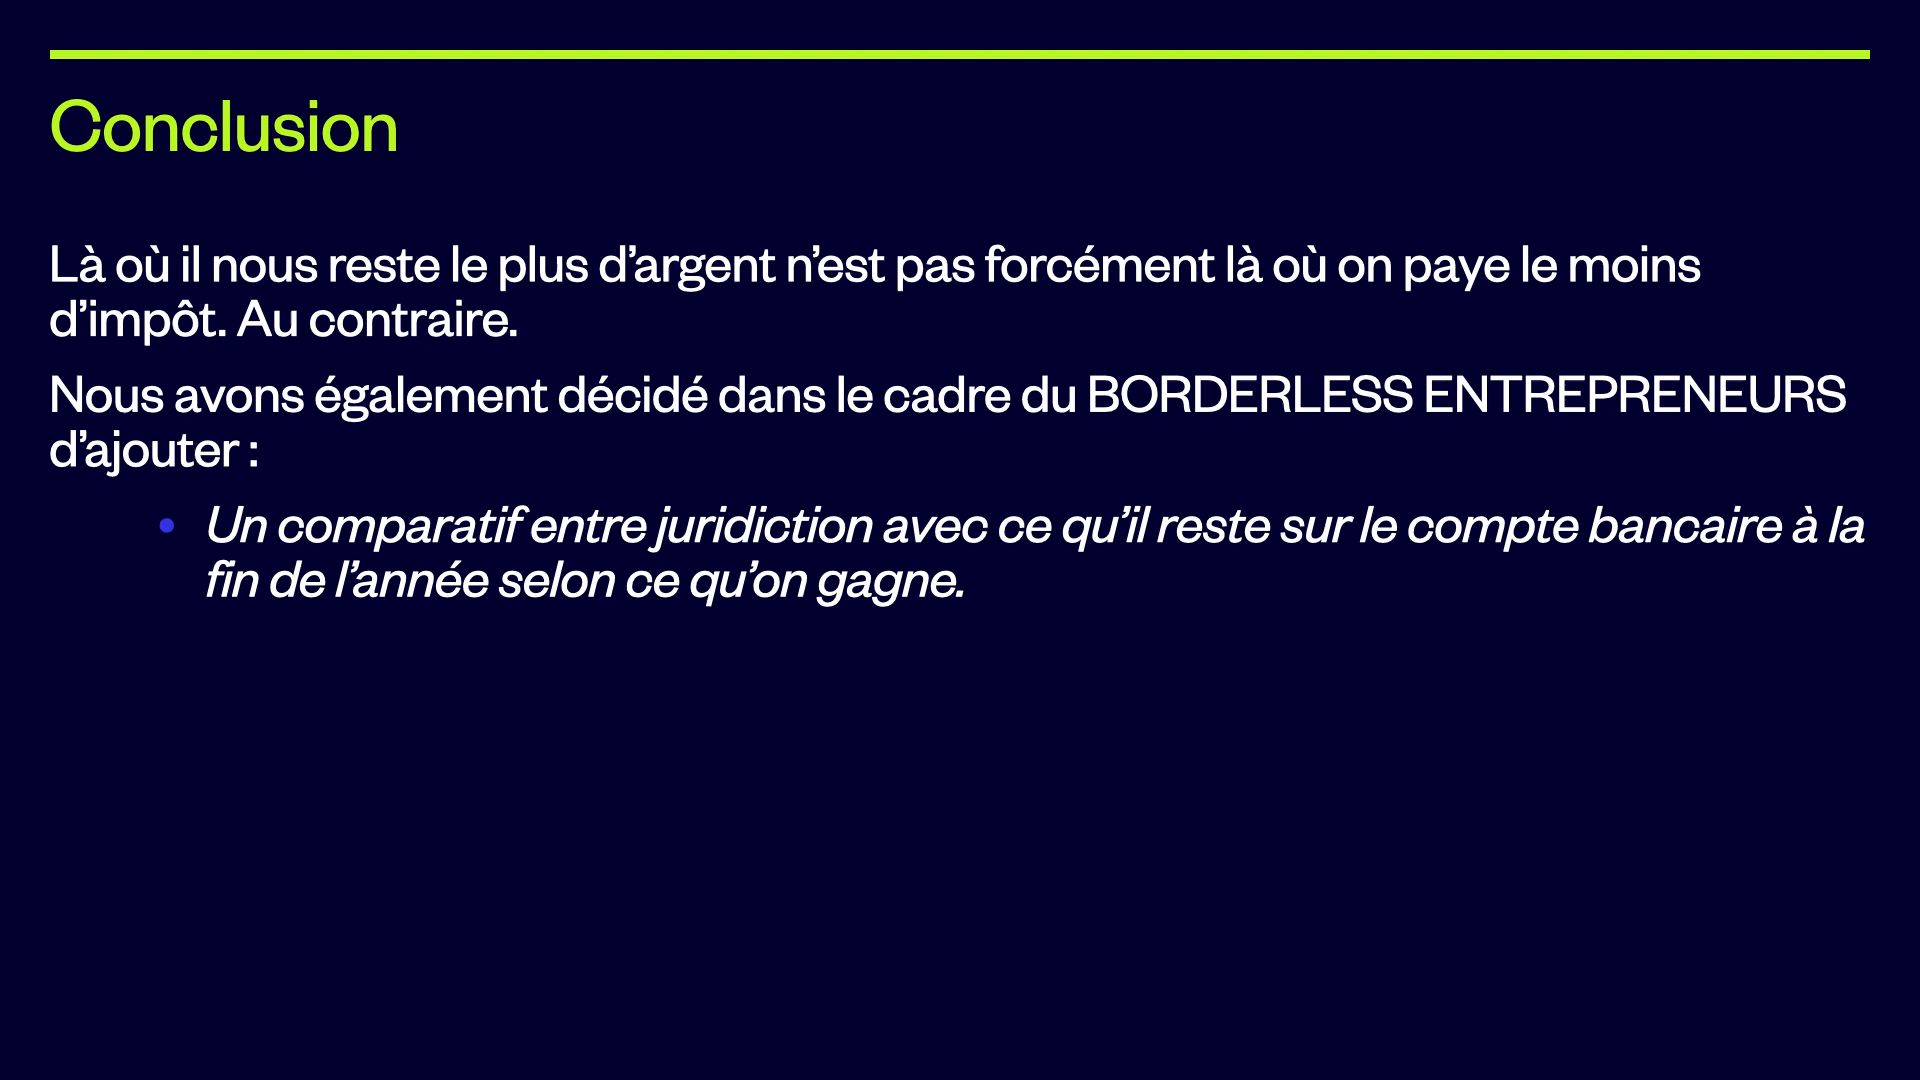 Conclusion
Là où il nous reste le plus d’argent n’est pas forcément là où on paye le moins
d’impôt. Au contraire.
Nous avons également décidé dans le cadre du BORDERLESS ENTREPRENEURS
d’ajouter :
• Un comparatif entre juridiction avec ce qu’il reste sur le compte bancaire à la
fin de l’année selon ce qu’on gagne.